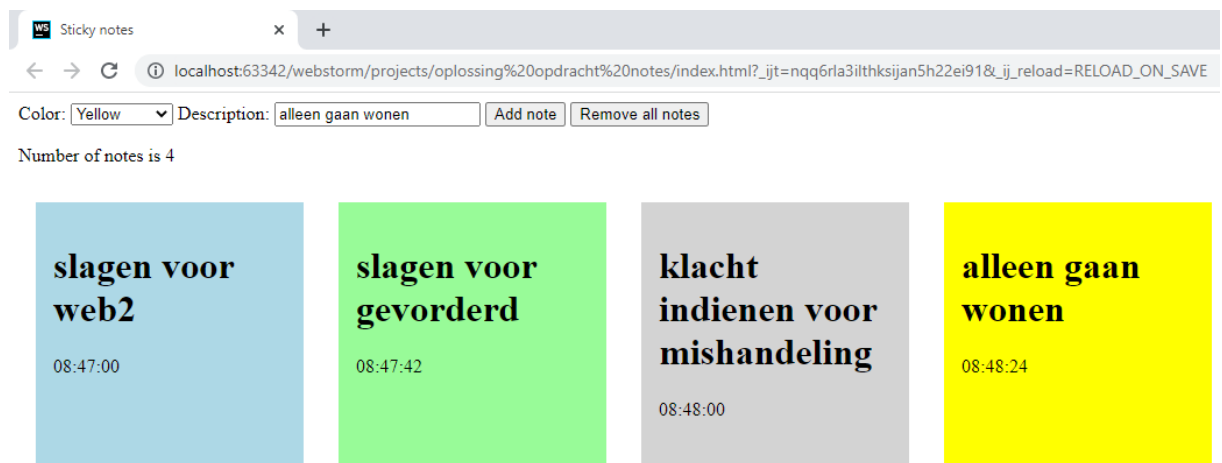 WS Sticky notes
localhost:63342/webstorm/projects/oplossing%20opdracht%20notes/index.html?_ijt=nqq6rla3ilthksijan5h22ei91&_ij_reload=RELOAD_ON_SAVE
Color: Yellow Description: alleen gaan wonen Add note Remove all notes
Number of notes is 4
slagen voor
web2
08:47:00
slagen voor
gevorderd
08:47:42
klacht
indienen voor
mishandeling
08:48:00
alleen gaan
wonen
08:48:24